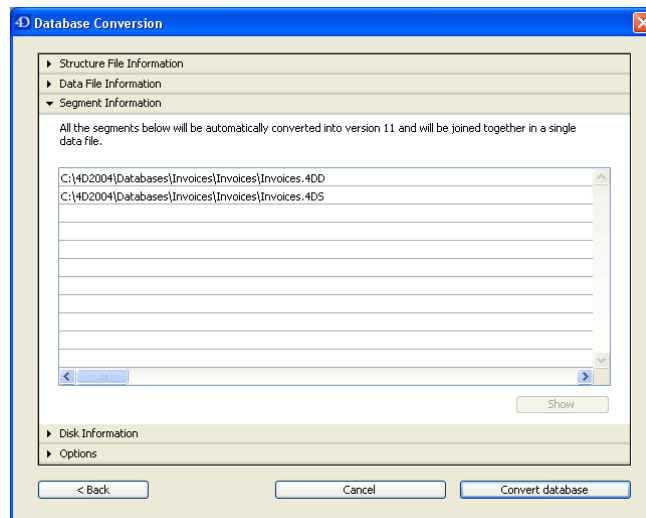 4D Database Conversion
Structure File Information
Data File Information
Segment Information
All the segments below will be automatically converted into version 11 and will be joined together in a single
data file.
C:\4D2004\Databases\Invoices\Invoices\Invoices.4DD
C:\4D2004\Databases\Invoices\Invoices\Invoices.4DS
Show
Disk Information
Options
< Back
Cancel
Convert database